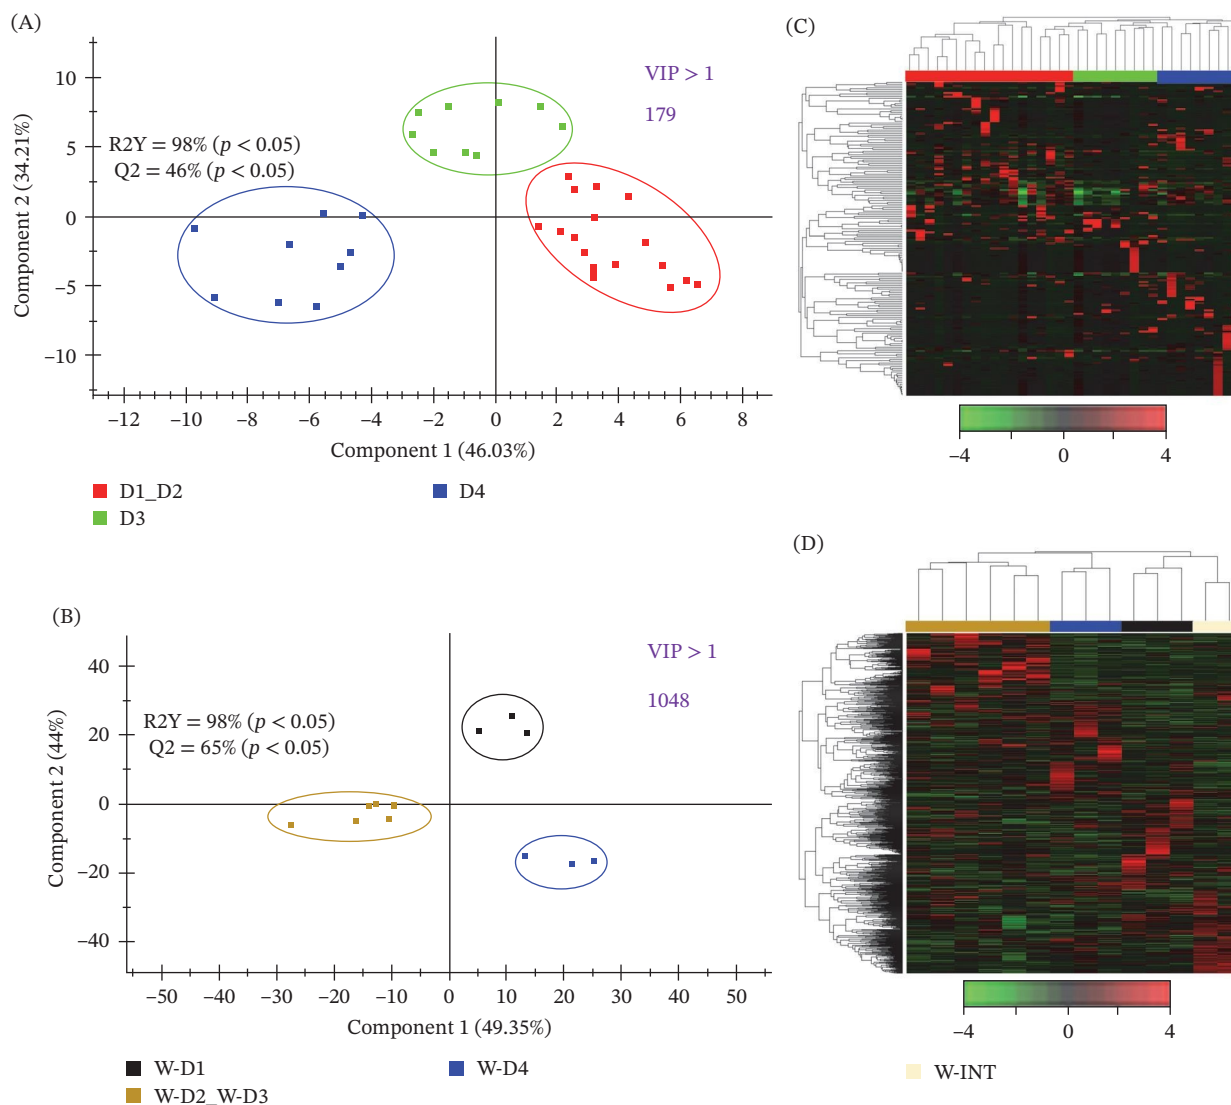 (A)
VIP > 1
179
R2Y = 98% (p < 0.05)
Q2 = 46% (p < 0.05)
Component 2 (34.21%)
10
5
0
−5
−10
−12 −10 −8 −6 −4 −2 0 2 4 6 8
Component 1 (46.03%)
D1_D2
D4
D3
(C)
−4 0 4
(B)
VIP > 1
1048
R2Y = 98% (p < 0.05)
Q2 = 65% (p < 0.05)
Component 2 (44%)
40
20
0
−20
−40
−50 −40 −30 −20 −10 0 10 20 30 40 50
Component 1 (49.35%)
W-D1
W-D4
W-D2_W-D3
(D)
−4 0 4
W-INT